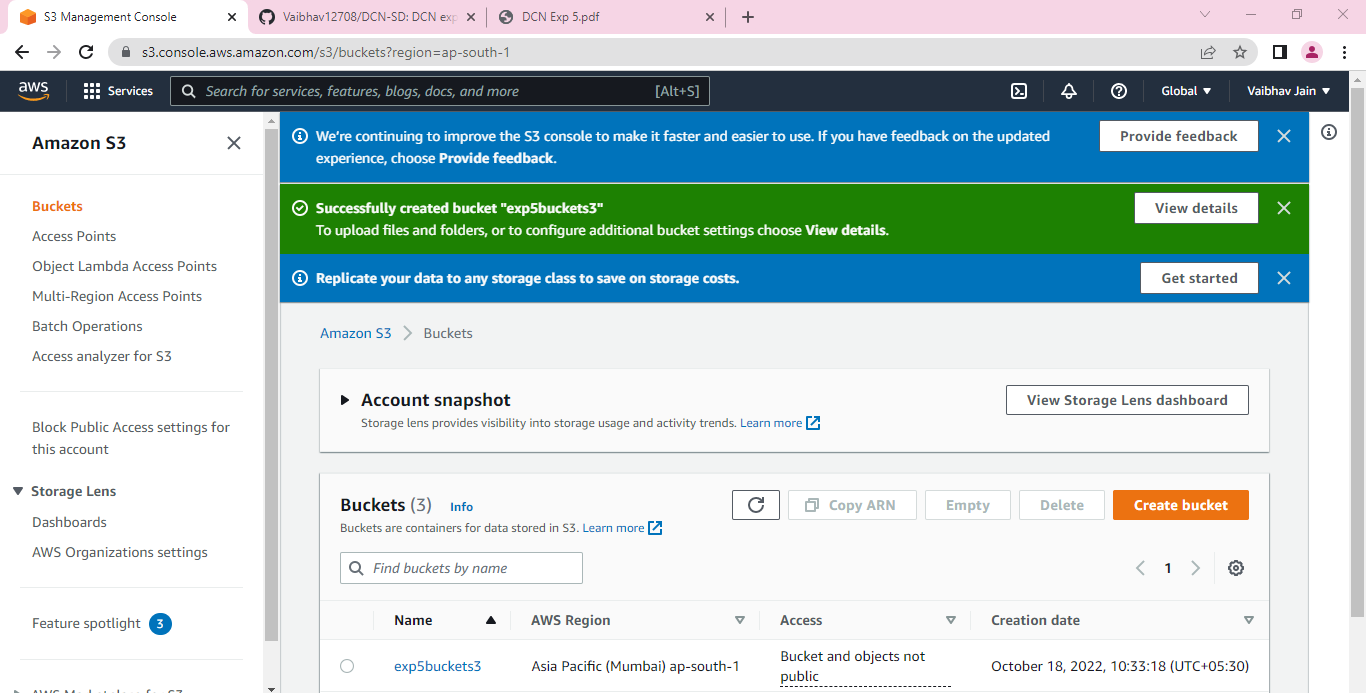 S3 Management Console
Vaibhav12708/DCN-SD: DCN exp
DCN Exp 5.pdf
s3.console.aws.amazon.com/s3/buckets?region=ap-south-1
aws
Services
Search for services, features, blogs, docs, and more
[Alt+S]
Global
Vaibhav Jain
Amazon S3
Buckets
Access Points
Object Lambda Access Points
Multi-Region Access Points
Batch Operations
Access analyzer for S3
Block Public Access settings for
this account
Storage Lens
Dashboards
AWS Organizations settings
Feature spotlight 3
AWS Marketplace for S3
We're continuing to improve the S3 console to make it faster and easier to use. If you have feedback on the updated
experience, choose Provide feedback.
Provide feedback
Successfully created bucket "exp5buckets3"
To upload files and folders, or to configure additional bucket settings choose View details.
View details
Replicate your data to any storage class to save on storage costs.
Get started
Amazon S3 Buckets
Account snapshot
Storage lens provides visibility into storage usage and activity trends. Learn more
View Storage Lens dashboard
Buckets (3) Info
Buckets are containers for data stored in S3. Learn more
Copy ARN
Empty
Delete
Create bucket
Find buckets by name
1
Name AWS Region Access Creation date
exp5buckets3 Asia Pacific (Mumbai) ap-south-1 Bucket and objects not October 18, 2022, 10:33:18 (UTC+05:30)
public